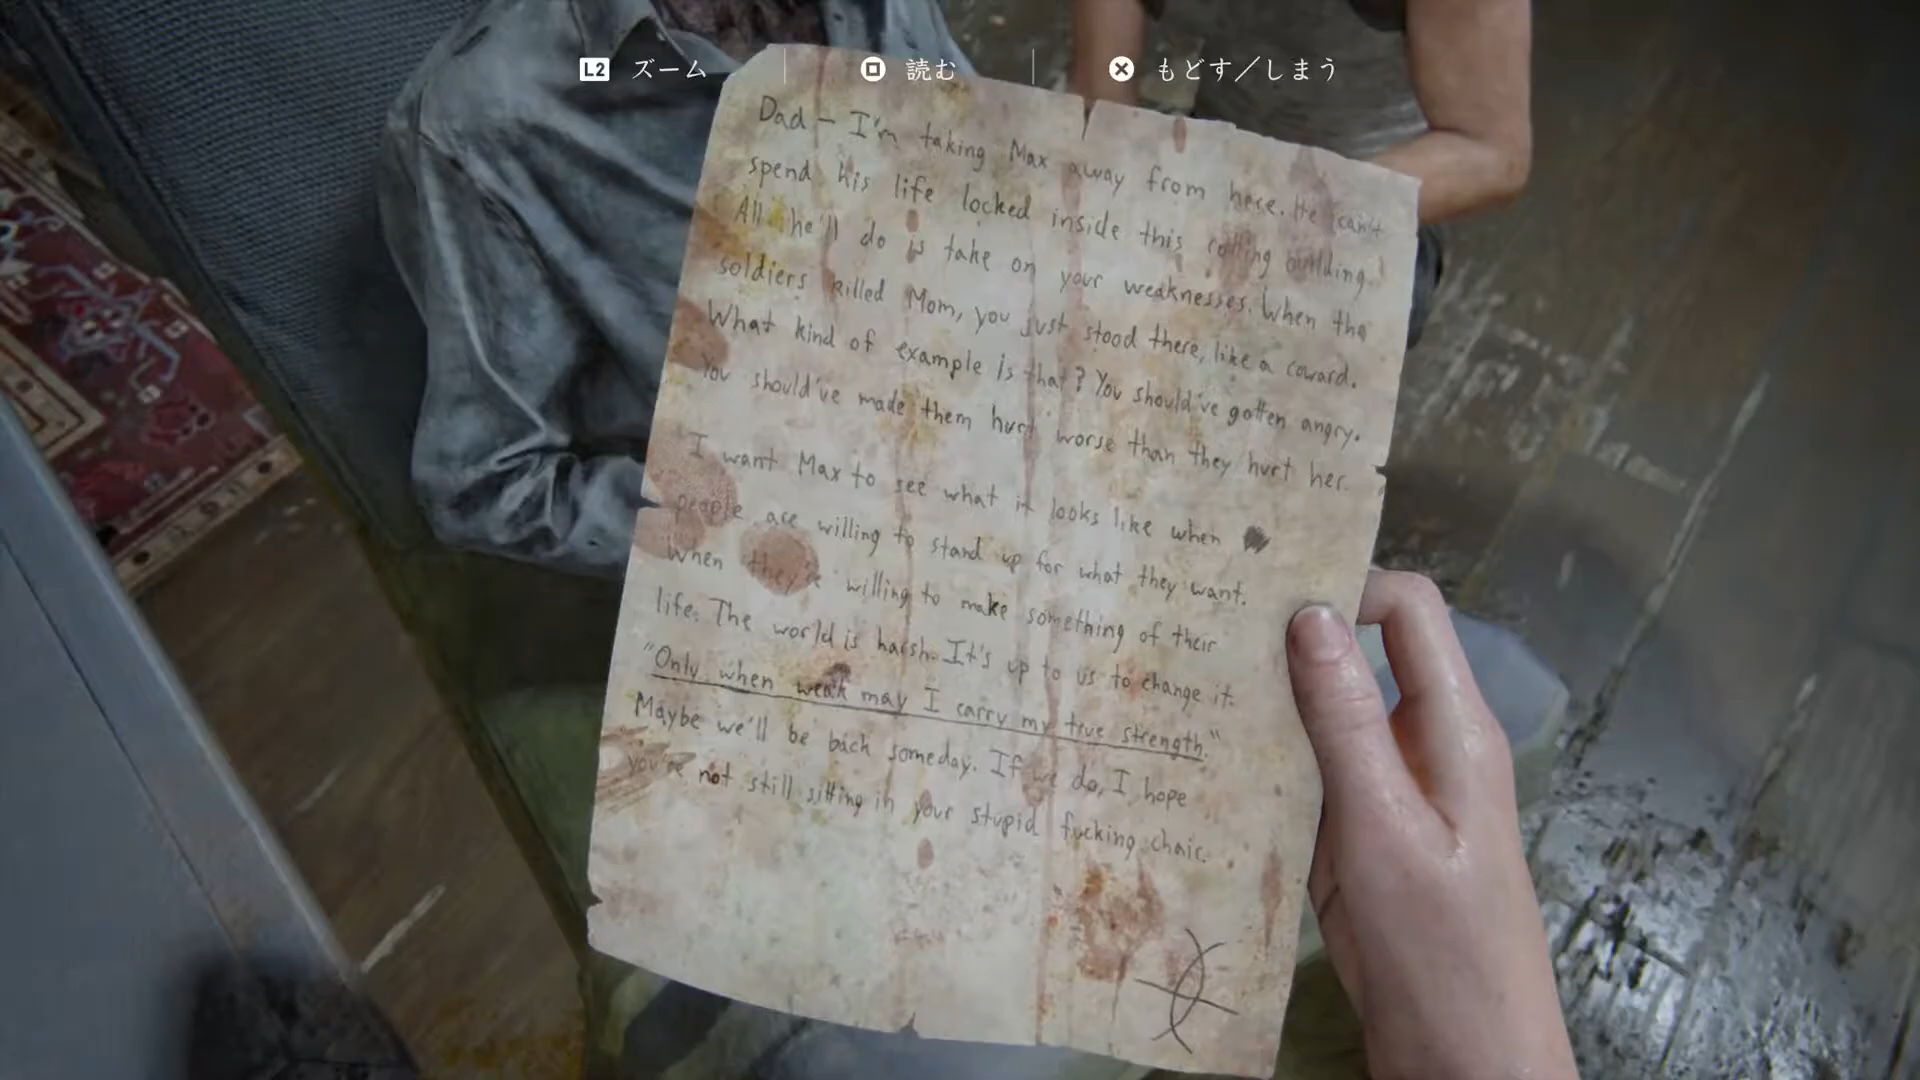 L2 ズーム
読む
もどす／しまう
Dad - I'm taking Max away from here. He can't
spend his life locked inside this rotting building.
All he'll do is take on your weaknesses. When the
soldiers killed Mom, you just stood there, like a coward.
What kind of example is that? You should've gotten angry.
You should've made them hurt worse than they hurt her.
I want Max to see what it looks like when
people are willing to stand up for what they want.
When they're willing to make something of their
life. The world is harsh. It's up to us to change it.
"Only when weak may I carry my true strength."
Maybe we'll be back someday. If we do, I hope
you're not still sitting in your stupid fucking chair.